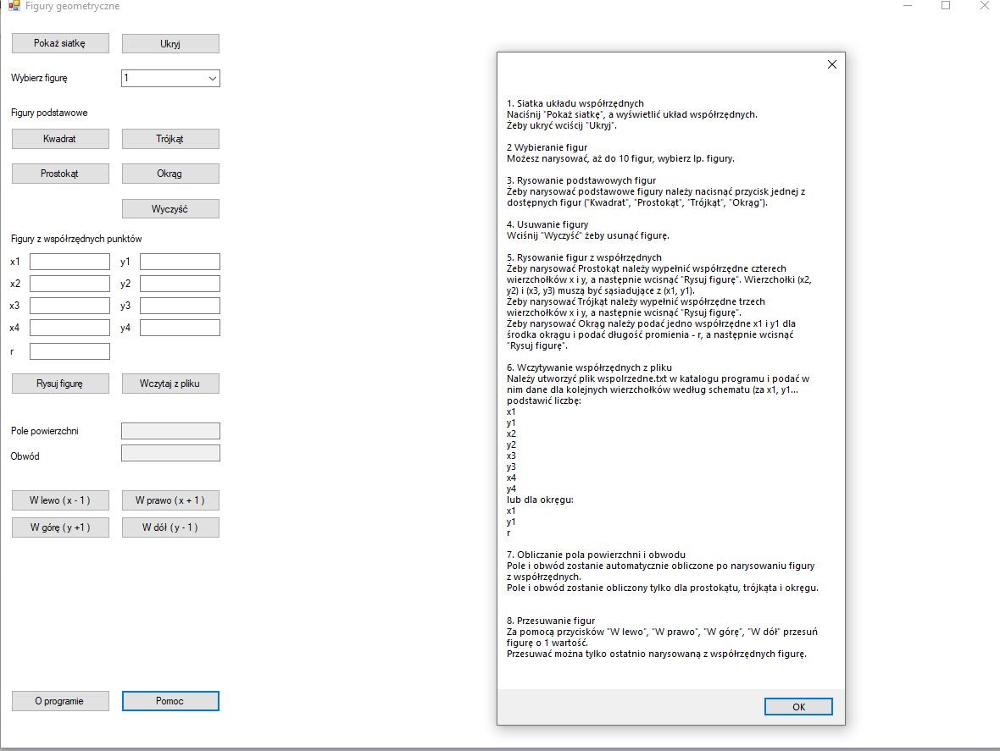 Figury geometryczne
Pokaż siatkę
Ukryj
Wybierz figurę
1
Figury podstawowe
Kwadrat
Trójkąt
Prostokąt
Okrąg
Wyczyść
Figury z współrzędnych punktów
x1
y1
x2
y2
x3
y3
x4
y4
r
Rysuj figurę
Wczytaj z pliku
Pole powierzchni
Obwód
W lewo ( x - 1 )
W prawo ( x + 1 )
W górę ( y +1 )
W dół ( y - 1 )
O programie
Pomoc
1. Siatka układu współrzędnych
Naciśnij "Pokaż siatkę", a wyświetlić układ współrzędnych.
Żeby ukryć wciścij "Ukryj".
2 Wybieranie figur
Możesz narysować, aż do 10 figur, wybierz lp. figury.
3. Rysowanie podstawowych figur
Żeby narysować podstawowe figury należy nacisnąć przycisk jednej z
dostępnych figur ("Kwadrat", "Prostokąt", "Trójkąt", "Okrąg").
4. Usuwanie figury
Wciśnij "Wyczyść" żeby usunąć figurę.
5. Rysowanie figur z współrzędnych
Żeby narysować Prostokąt należy wypełnić współrzędne czterech
wierzchołków x i y, a następnie wcisnąć "Rysuj figurę". Wierzchołki (x2,
y2) i (x3, y3) muszą być sąsiadujące z (x1, y1).
Żeby narysować Trójkąt należy wypełnić współrzędne trzech
wierzchołków x i y, a następnie wcisnąć "Rysuj figurę".
Żeby narysować Okrąg należy podać jedno współrzędne x1 i y1 dla
środka okrągu i podać długość promienia - r, a następnie wcisnąć
"Rysuj figurę".
6. Wczytywanie współrzędnych z pliku
Należy utworzyć plik wspolrzedne.txt w katalogu programu i podać w
nim dane dla kolejnych wierzchołków według schematu (za x1, y1...
podstawić liczbę:
x1
y1
x2
y2
x3
y3
x4
y4
lub dla okręgu:
x1
y1
r
7. Obliczanie pola powierzchni i obwodu
Pole i obwód zostanie automatycznie obliczone po narysowaniu figury
z współrzędnych.
Pole i obwód zostanie obliczony tylko dla prostokątu, trójkąta i okręgu.
8. Przesuwanie figur
Za pomocą przycisków "W lewo", "W prawo", "W górę", "W dół" przesuń
figurę o 1 wartość.
Przesuwać można tylko ostatnio narysowaną z współrzędnych figurę.
OK